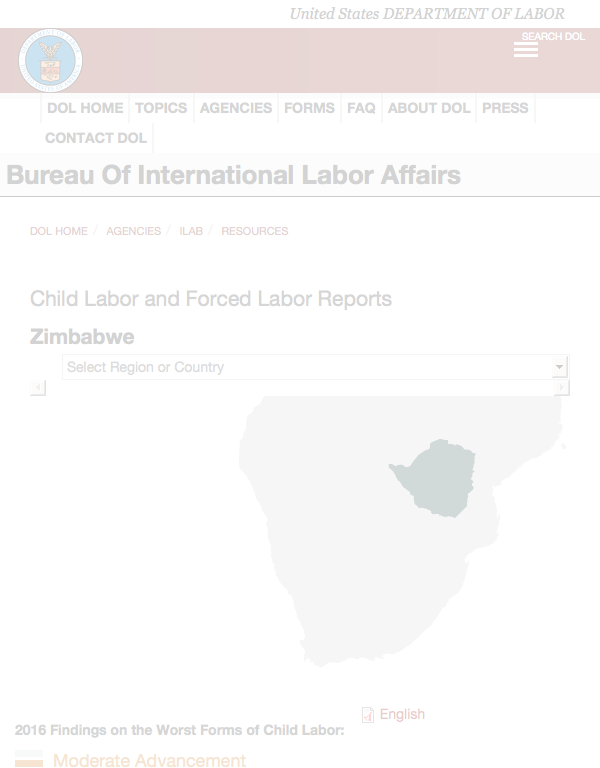 United States DEPARTMENT OF LABOR
SEARCH DOL
DOL HOME TOPICS AGENCIES FORMS FAQ ABOUT DOL PRESS
CONTACT DOL
Bureau Of International Labor Affairs
DOL HOME / AGENCIES / ILAB / RESOURCES
Child Labor and Forced Labor Reports
Zimbabwe
Select Region or Country
English
2016 Findings on the Worst Forms of Child Labor:
Moderate Advancement